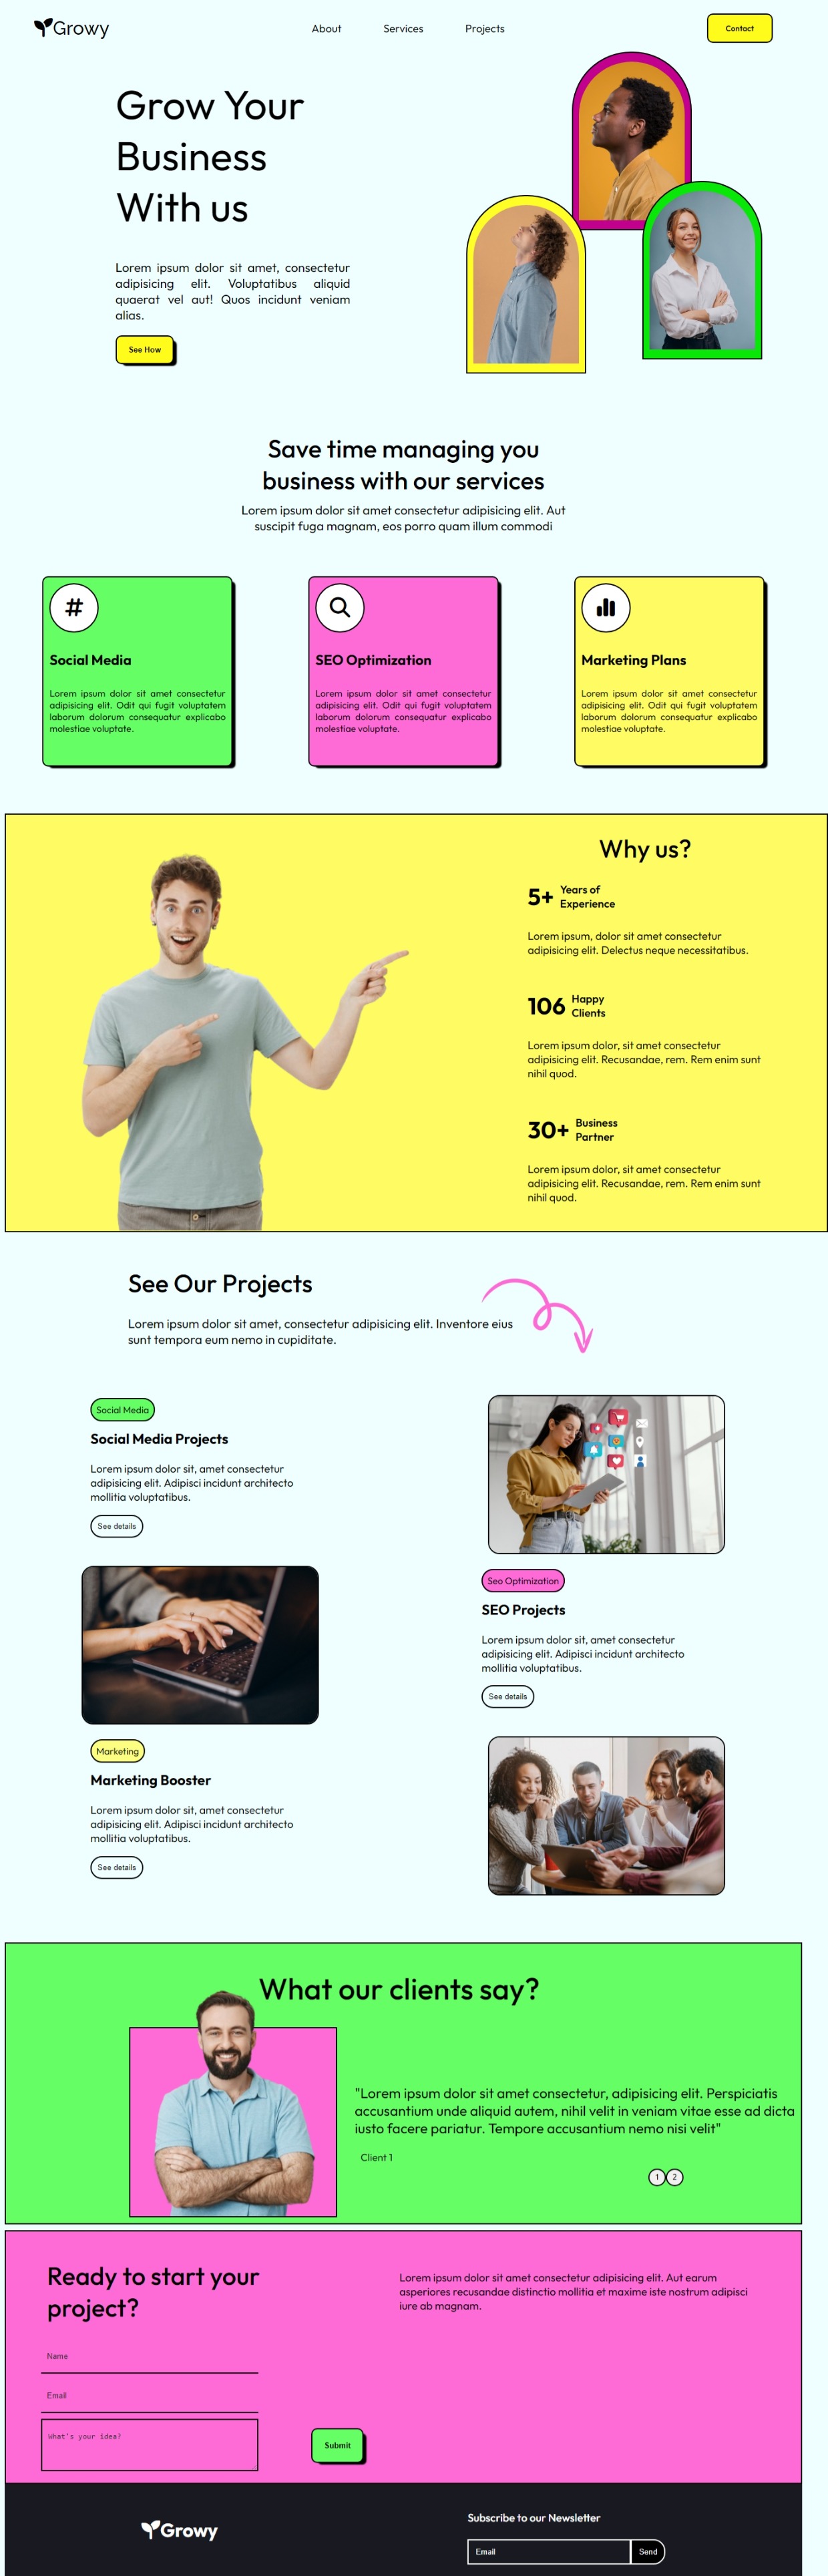 Growy
About
Services
Projects
Contact
Grow Your
Business
With us
Lorem ipsum dolor sit amet, consectetur
adipisicing elit. Voluptatibus aliquid
quaerat vel aut! Quos incidunt veniam
alias.
See How
Save time managing you
business with our services
Lorem ipsum dolor sit amet consectetur adipisicing elit. Aut
suscipit fuga magnam, eos porro quam illum commodi
#
Social Media
Lorem ipsum dolor sit amet consectetur
adipisicing elit. Odit qui fugit voluptatem
laborum dolorum consequatur explicabo
molestiae voluptate.
SEO Optimization
Lorem ipsum dolor sit amet consectetur
adipisicing elit. Odit qui fugit voluptatem
laborum dolorum consequatur explicabo
molestiae voluptate.
Marketing Plans
Lorem ipsum dolor sit amet consectetur
adipisicing elit. Odit qui fugit voluptatem
laborum dolorum consequatur explicabo
molestiae voluptate.
Why us?
5+ Years of
Experience
Lorem ipsum, dolor sit amet consectetur
adipisicing elit. Delectus neque necessitatibus.
106 Happy
Clients
Lorem ipsum dolor, sit amet consectetur
adipisicing elit. Recusandae, rem. Rem enim sunt
nihil quod.
30+ Business
Partner
Lorem ipsum dolor, sit amet consectetur
adipisicing elit. Recusandae, rem. Rem enim sunt
nihil quod.
See Our Projects
Lorem ipsum dolor sit amet, consectetur adipisicing elit. Inventore eius
sunt tempora eum nemo in cupiditate.
Social Media
Social Media Projects
Lorem ipsum dolor sit, amet consectetur
adipisicing elit. Adipisci incidunt architecto
mollitia voluptatibus.
See details
Seo Optimization
SEO Projects
Lorem ipsum dolor sit, amet consectetur
adipisicing elit. Adipisci incidunt architecto
mollitia voluptatibus.
See details
Marketing
Marketing Booster
Lorem ipsum dolor sit, amet consectetur
adipisicing elit. Adipisci incidunt architecto
mollitia voluptatibus.
See details
What our clients say?
"Lorem ipsum dolor sit amet consectetur, adipisicing elit. Perspiciatis
accusantium unde aliquid autem, nihil velit in veniam vitae esse ad dicta
iusto facere pariatur. Tempore accusantium nemo nisi velit"
Client 1
1 2
Ready to start your
project?
Lorem ipsum dolor sit amet consectetur adipisicing elit. Aut earum
asperiores recusandae distinctio mollitia et maxime iste nostrum adipisci
iure ab magnam.
Name
Email
What's your idea?
Submit
Growy
Subscribe to our Newsletter
Email
Send